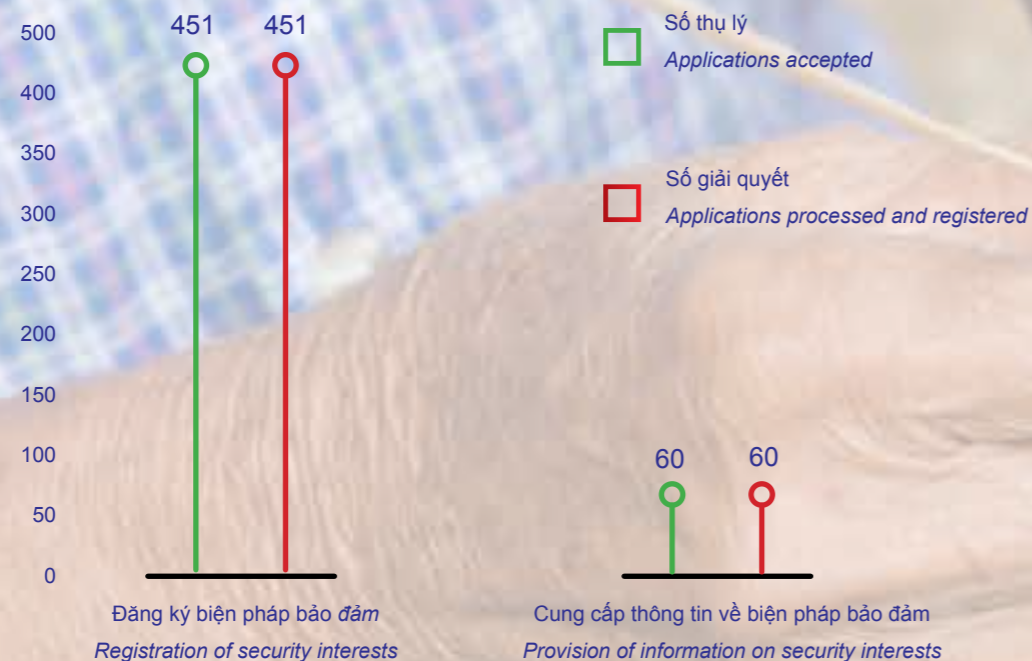 500
400
350
300
250
200
150
100
50
0
451
451
60
60
Số thụ lý
Applications accepted
Số giải quyết
Applications processed and registered
Đăng ký biện pháp bảo đảm
Registration of security interests
Cung cấp thông tin về biện pháp bảo đảm
Provision of information on security interests